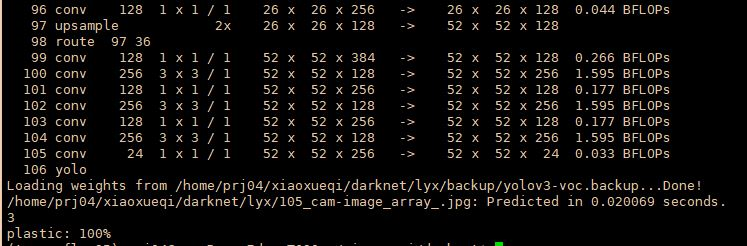 96 conv 128 1 x 1 / 1 26 x 26 x 256 -> 26 x 26 x 128 0.044 BFLOPs
97 upsample 2x 26 x 26 x 128 -> 52 x 52 x 128
98 route 97 36
99 conv 128 1 x 1 / 1 52 x 52 x 384 -> 52 x 52 x 128 0.266 BFLOPs
100 conv 256 3 x 3 / 1 52 x 52 x 128 -> 52 x 52 x 256 1.595 BFLOPs
101 conv 128 1 x 1 / 1 52 x 52 x 256 -> 52 x 52 x 128 0.177 BFLOPs
102 conv 256 3 x 3 / 1 52 x 52 x 128 -> 52 x 52 x 256 1.595 BFLOPs
103 conv 128 1 x 1 / 1 52 x 52 x 256 -> 52 x 52 x 128 0.177 BFLOPs
104 conv 256 3 x 3 / 1 52 x 52 x 128 -> 52 x 52 x 256 1.595 BFLOPs
105 conv 24 1 x 1 / 1 52 x 52 x 256 -> 52 x 52 x 24 0.033 BFLOPs
106 yolo
Loading weights from /home/prj04/xiaoxueqi/darknet/lyx/backup/yolov3-voc.backup...Done!
/home/prj04/xiaoxueqi/darknet/lyx/105_cam-image_array_.jpg: Predicted in 0.020069 seconds.
3
plastic: 100%